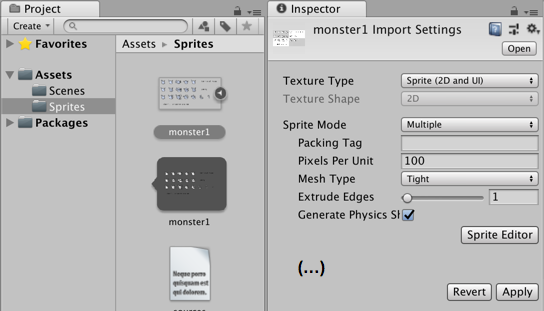 Project
Create
Favorites
Assets
Scenes
Sprites
Packages
Assets Sprites
monster1
monster1
Neque porro
quisquam est
qui dolorem.
Inspector
monster1 Import Settings
Open
Texture Type Sprite (2D and UI)
Texture Shape 2D
Sprite Mode Multiple
Packing Tag
Pixels Per Unit 100
Mesh Type Tight
Extrude Edges 1
Generate Physics Sh
Sprite Editor
(...)
Revert Apply